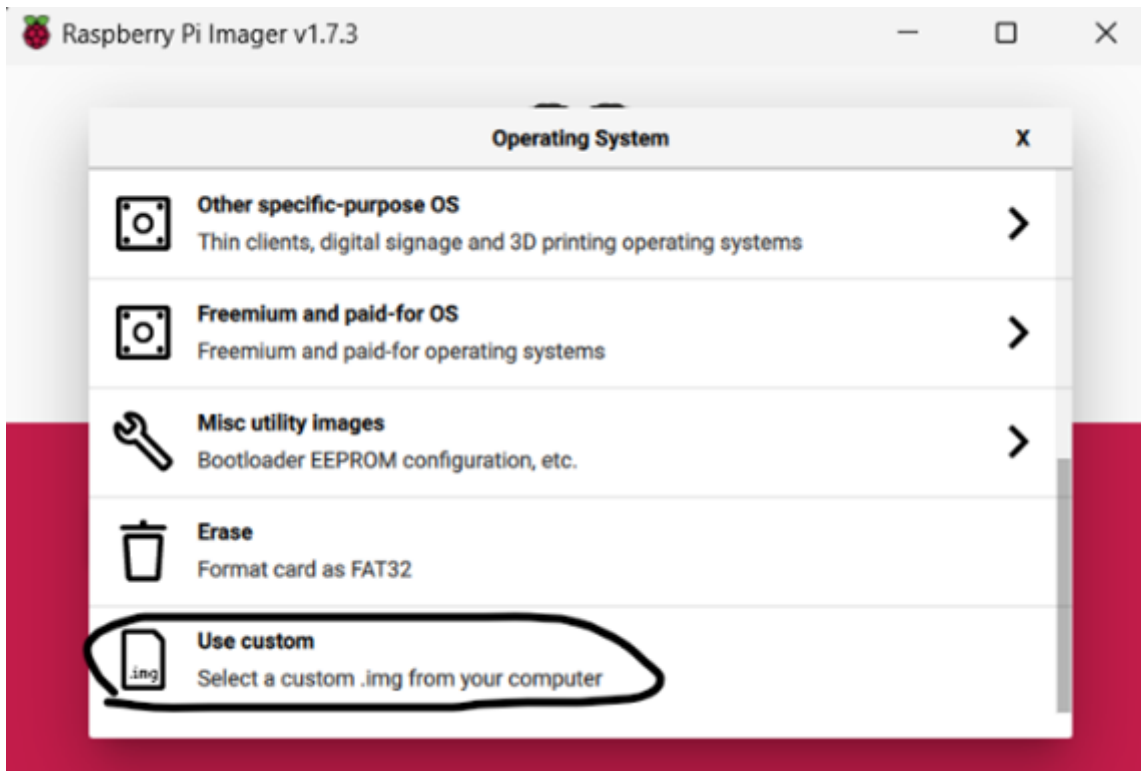 Raspberry Pi Imager v1.7.3
Operating System X
Other specific-purpose OS
Thin clients, digital signage and 3D printing operating systems
Freemium and paid-for OS
Freemium and paid-for operating systems
Misc utility images
Bootloader EEPROM configuration, etc.
Erase
Format card as FAT32
Use custom
.img
Select a custom .img from your computer